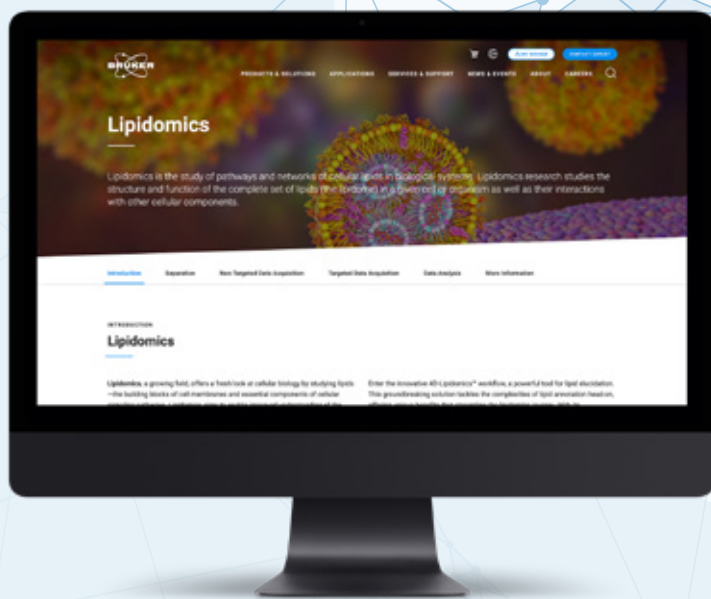 BRUKER
CONTACT EXPERT
PRODUCTS & SOLUTIONS APPLICATIONS SERVICES & SUPPORT NEWS & EVENTS ABOUT CAREERS
Lipidomics
Lipidomics is the study of pathways and networks of cellular lipids in biological systems. Lipidomics research studies the
structure and function of the complete set of lipids (the lipidome) in a given cell or organism as well as their interactions
with other cellular components.
Introduction Separation Non-Targeted Data Acquisition Targeted Data Acquisition Data Analysis More Information
INTRODUCTION
Lipidomics
Lipidomics, a growing field, offers a fresh look at cellular biology by studying lipids
—the building blocks of cell membranes and essential components of cellular
Enter the innovative 4D-Lipidomics™ workflow, a powerful tool for lipid elucidation.
This groundbreaking solution tackles the complexities of lipid annotation head-on,